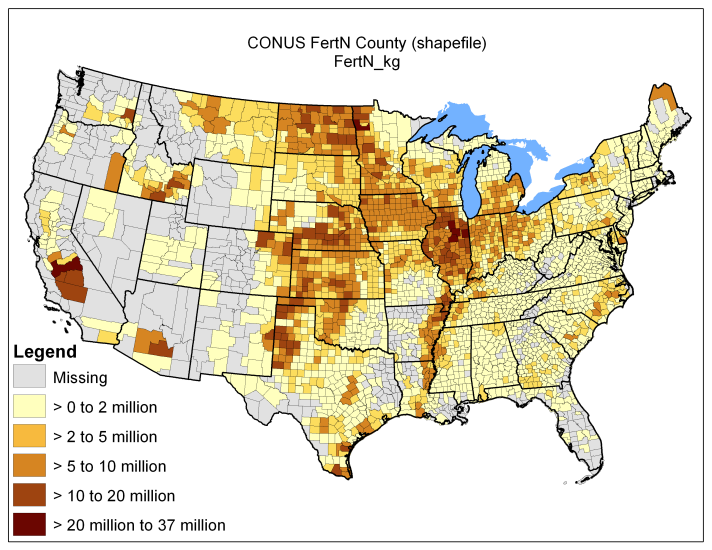 CONUS FertN County (shapefile)
FertN_kg
Legend
Missing
> 0 to 2 million
> 2 to 5 million
> 5 to 10 million
> 10 to 20 million
> 20 million to 37 million